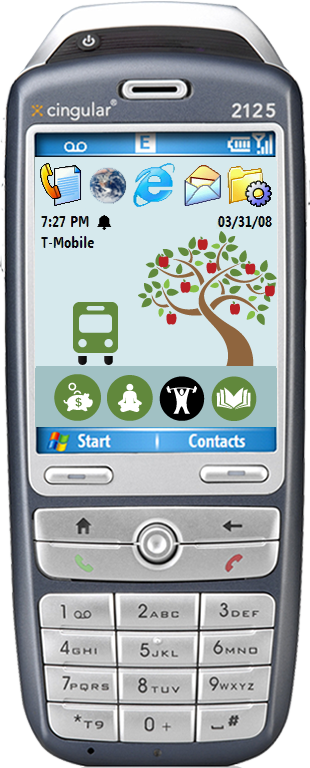 cingular®
2125
E
7:27 PM 03/31/08
T-Mobile
Start Contacts
1 2ABC 3DEF
4GHI 5JKL 6MNO
7PQRS 8TUV 9WXYZ
*T9 0 + #